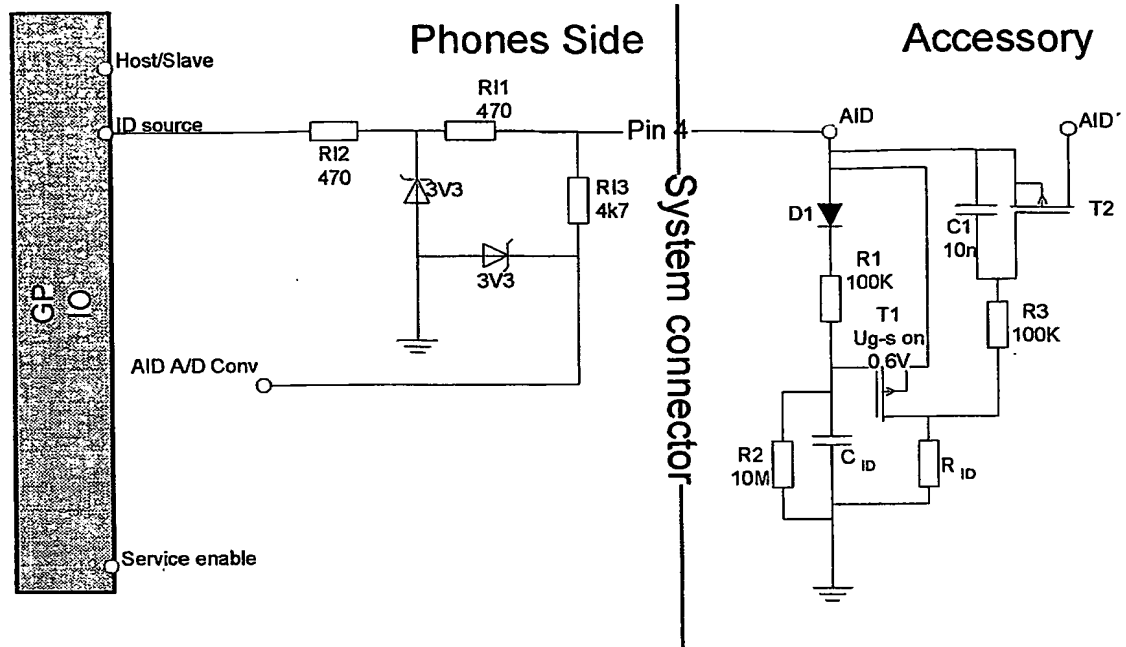 Phones Side
Accessory
Host/Slave
ID source
RI1
470
RI2
470
Pin 4
AID
AID'
3V3
RI3
4k7
3V3
System connector
D1
C1
10n
T2
R1
100K
T1
Ug-s on
0,6V
R3
100K
GP
IO
AID A/D Conv
R2
10M
C ID
R ID
Service enable